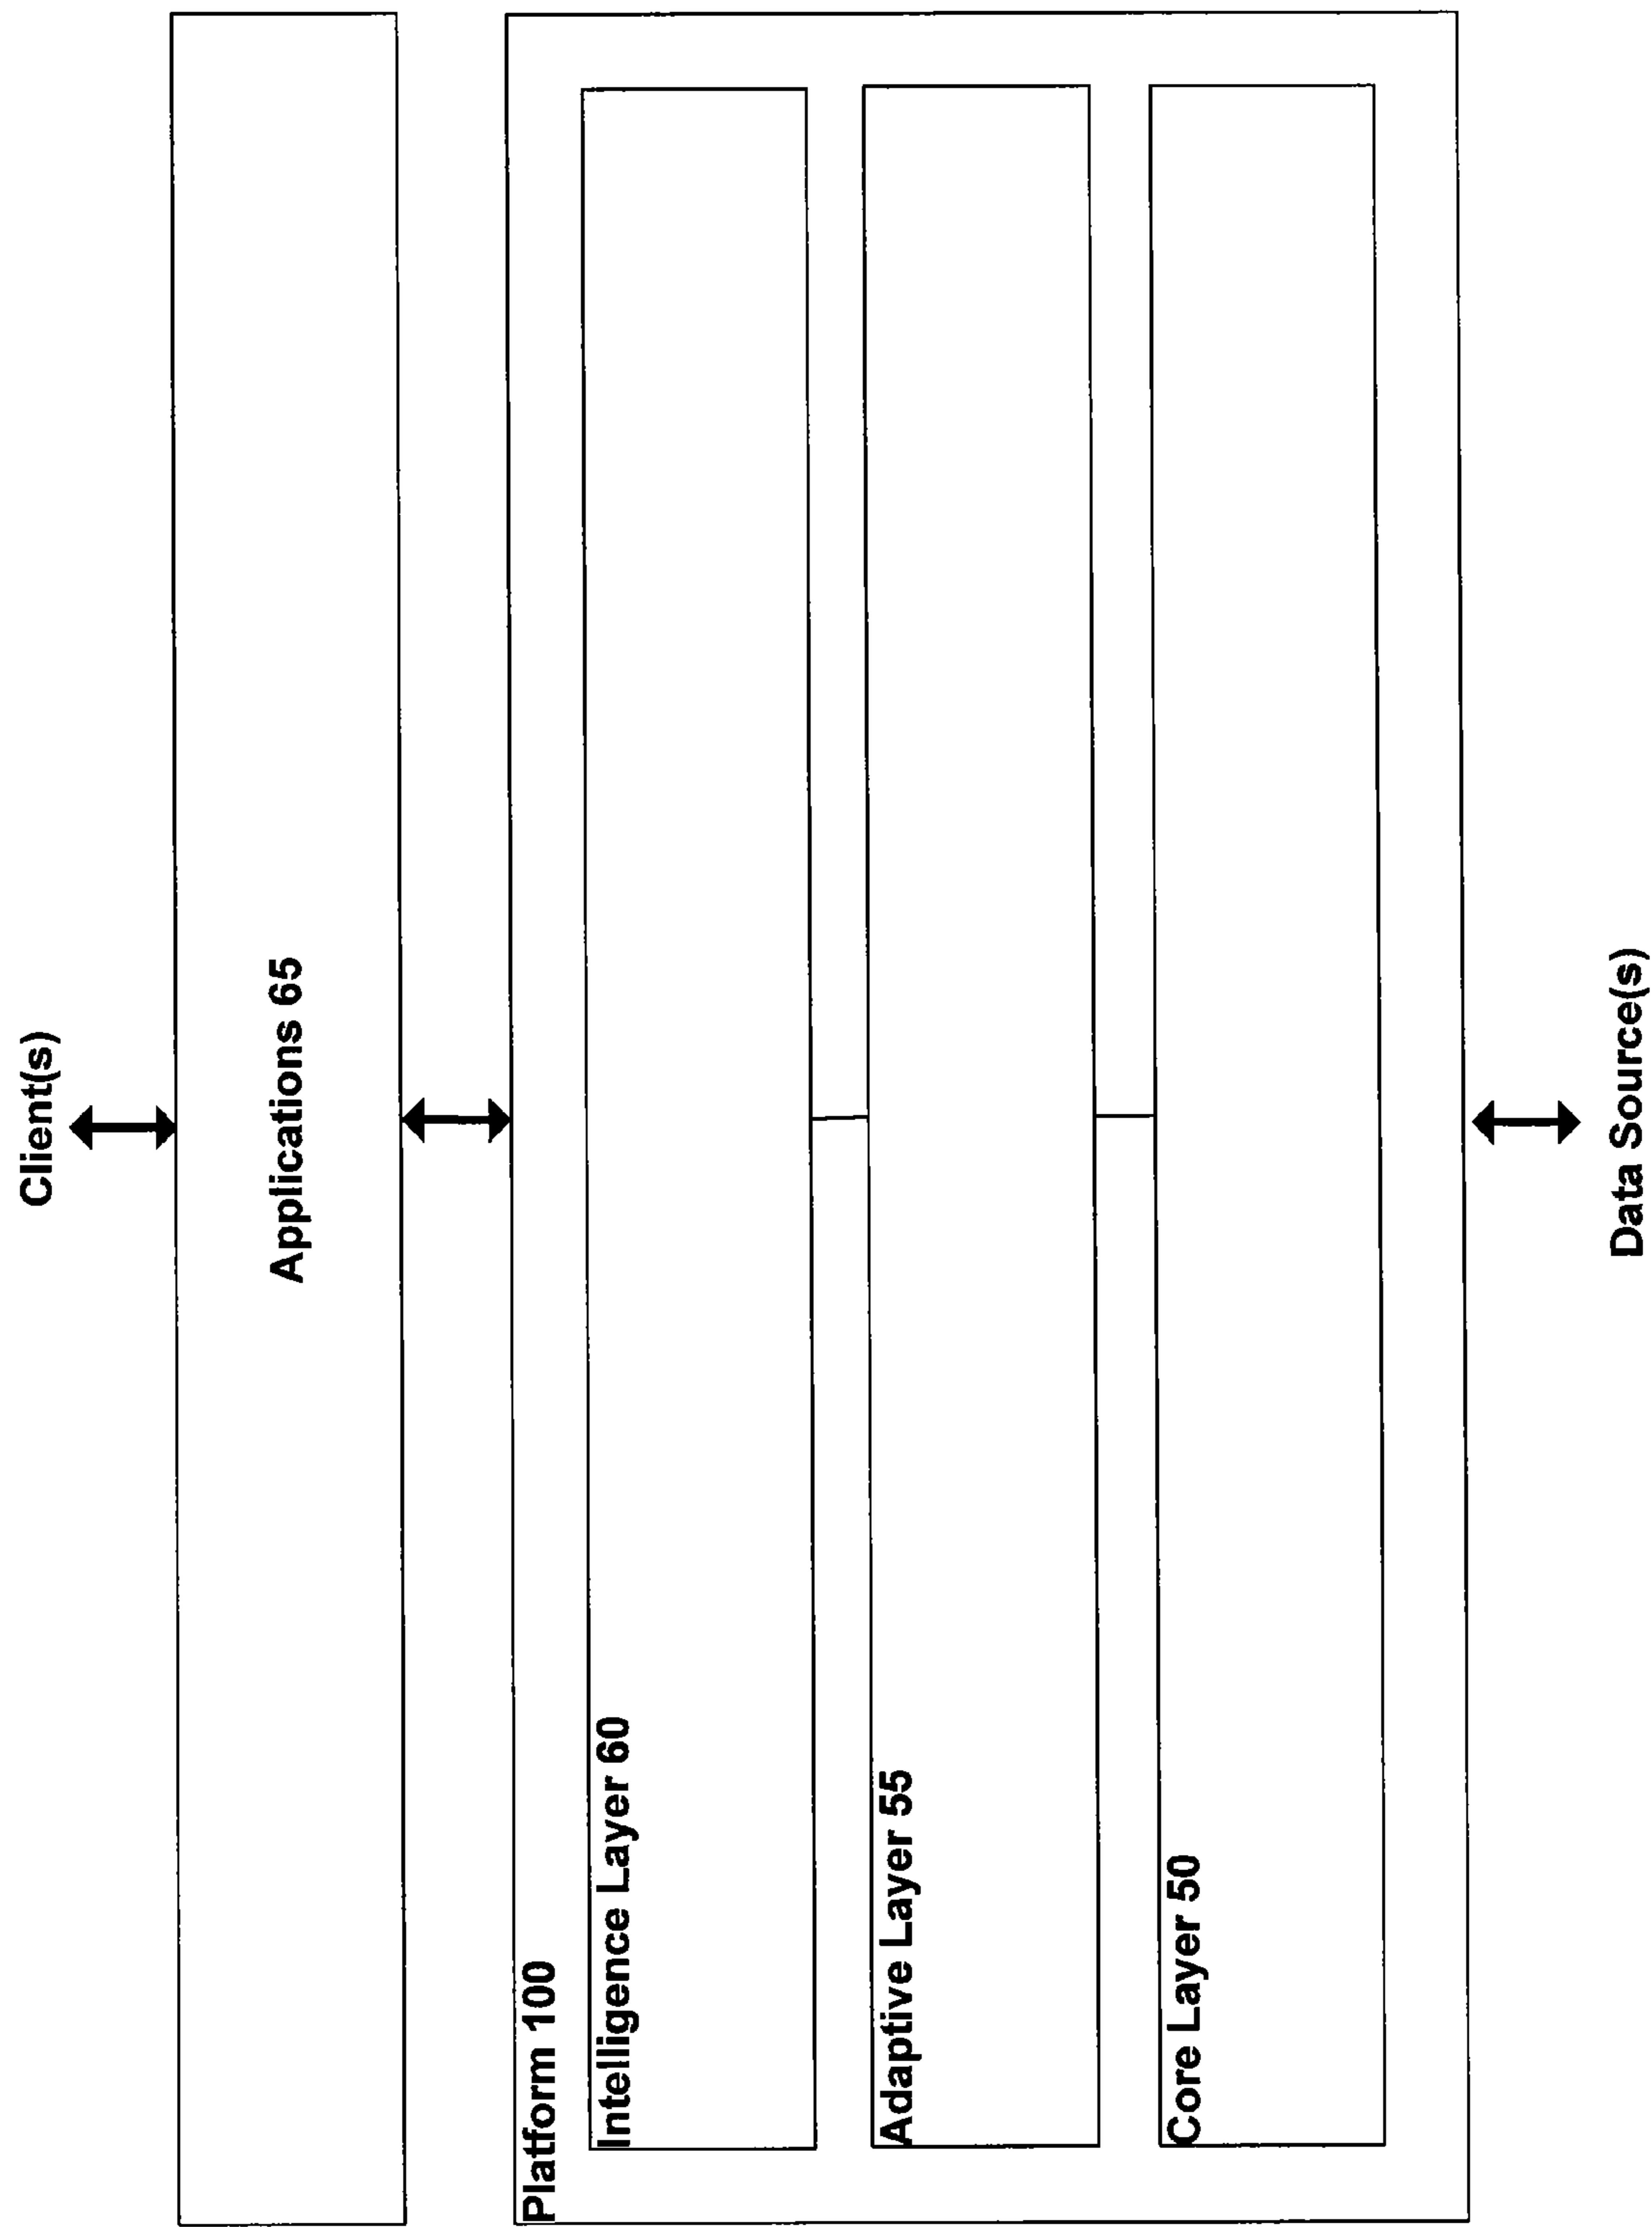 Client(s)
Applications 65
Platform 100
Intelligence Layer 60
Adaptive Layer 55
Core Layer 50
Data Source(s)